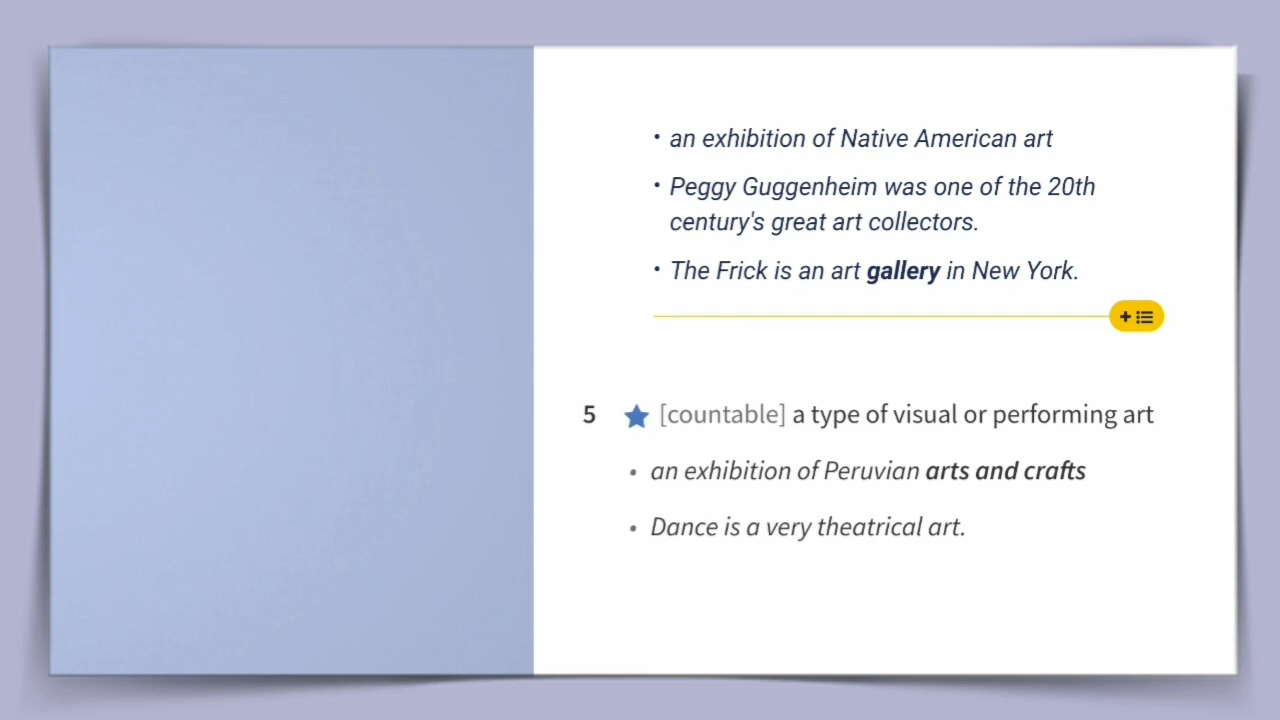 • an exhibition of Native American art
• Peggy Guggenheim was one of the 20th
century's great art collectors.
• The Frick is an art gallery in New York.
5 [countable] a type of visual or performing art
• an exhibition of Peruvian arts and crafts
• Dance is a very theatrical art.